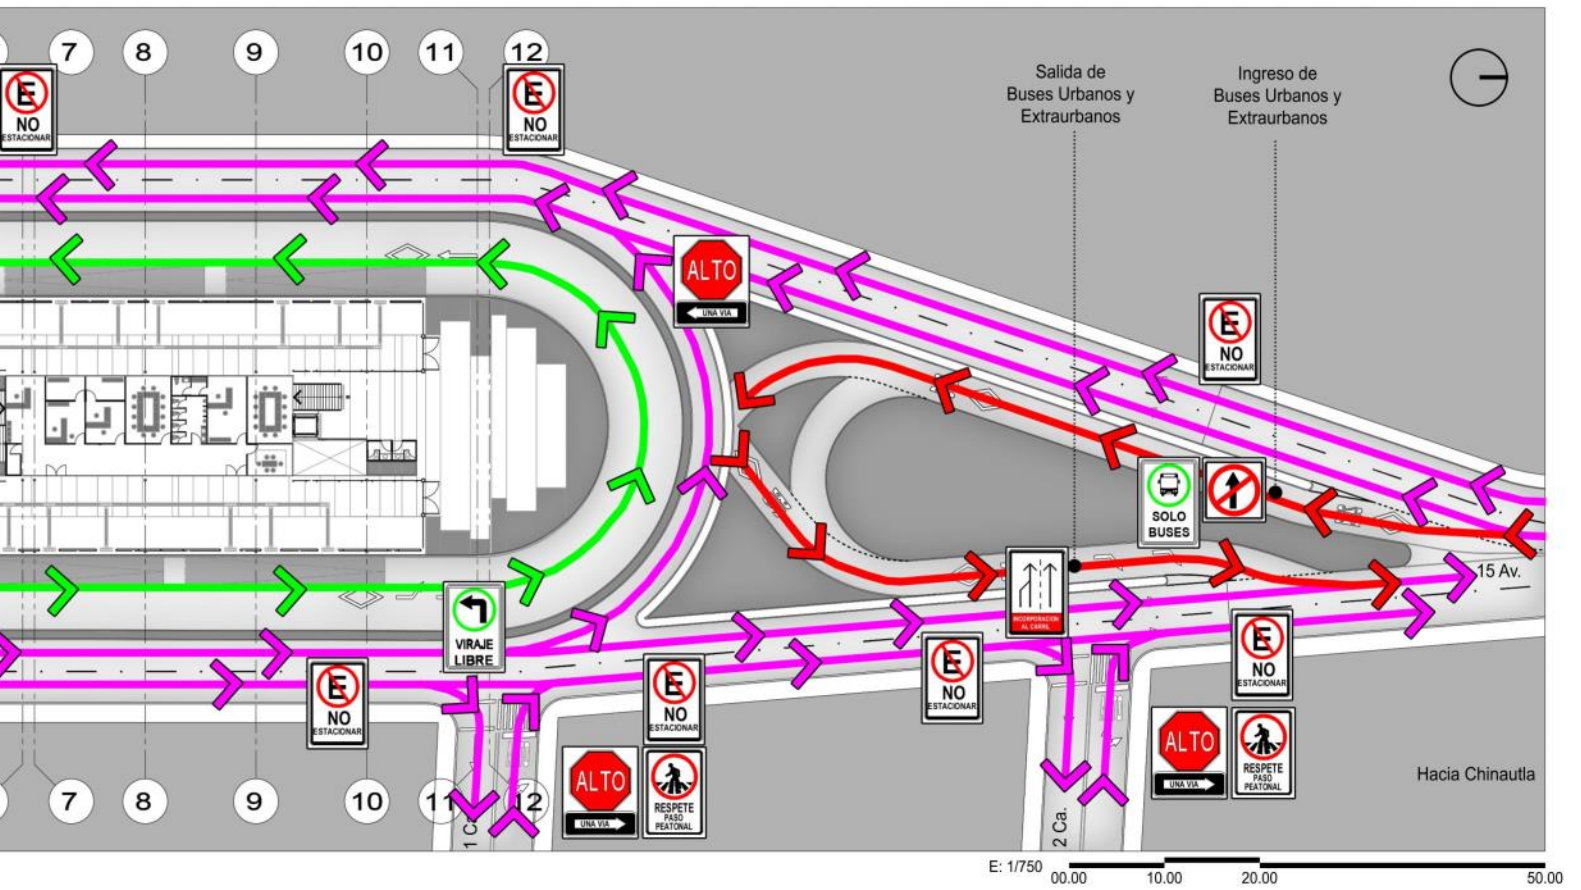 7 8 9 10 11 12
E
NO
ESTACIONAR
E
NO
ESTACIONAR
Salida de
Buses Urbanos y
Extraurbanos
Ingreso de
Buses Urbanos y
Extraurbanos
ALTO
UNA VIA
E
NO
ESTACIONAR
SOLO
BUSES
INCORPORACION
AL CARRIL
15 Av.
VIRAJE
LIBRE
E
NO
ESTACIONAR
E
NO
ESTACIONAR
E
NO
ESTACIONAR
E
NO
ESTACIONAR
ALTO
UNA VIA
RESPETE
PASO
PEATONAL
ALTO
UNA VIA
RESPETE
PASO
PEATONAL
Hacia Chinautla
7 8 9 10 11 12
1 Ca.
2 Ca.
E: 1/750
00.00 10.00 20.00 50.00